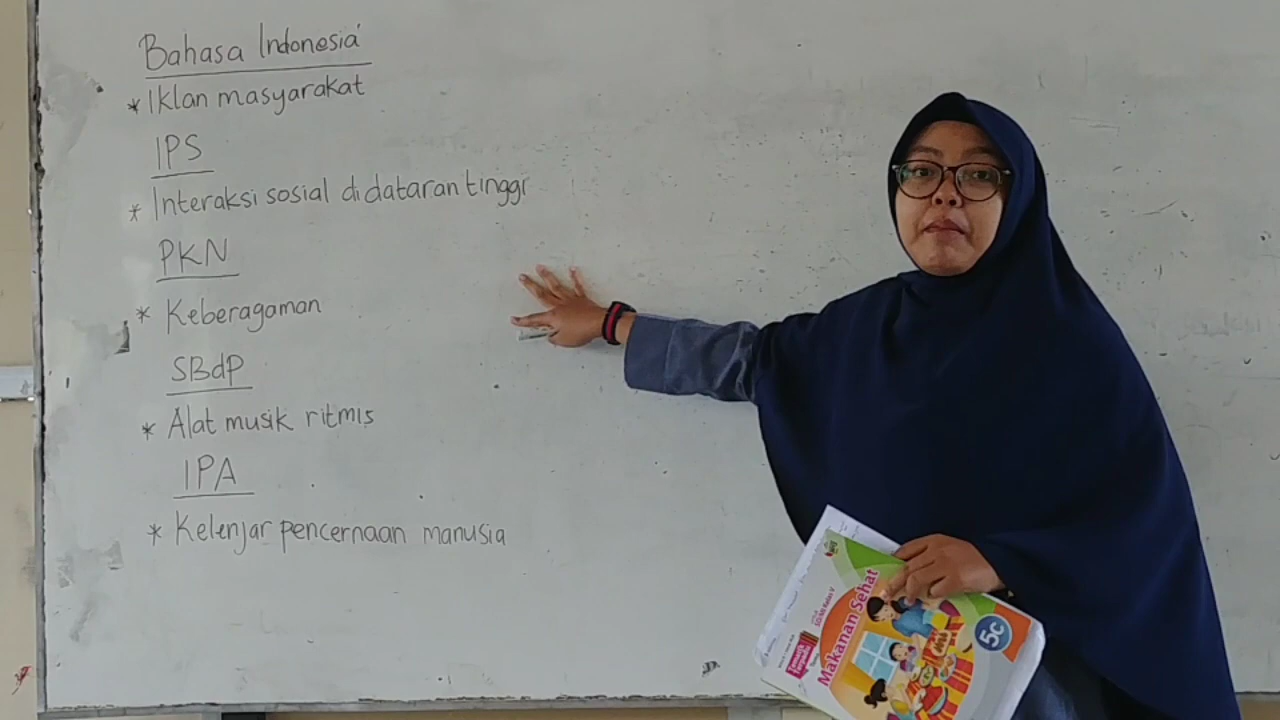 Bahasa Indonesia
* Iklan masyarakat
IPS
* Interaksi sosial di dataran tinggi
PKN
* Keberagaman
SBdP
* Alat musik ritmis
IPA
* Kelenjar pencernaan manusia
Makanan Sehat
5c